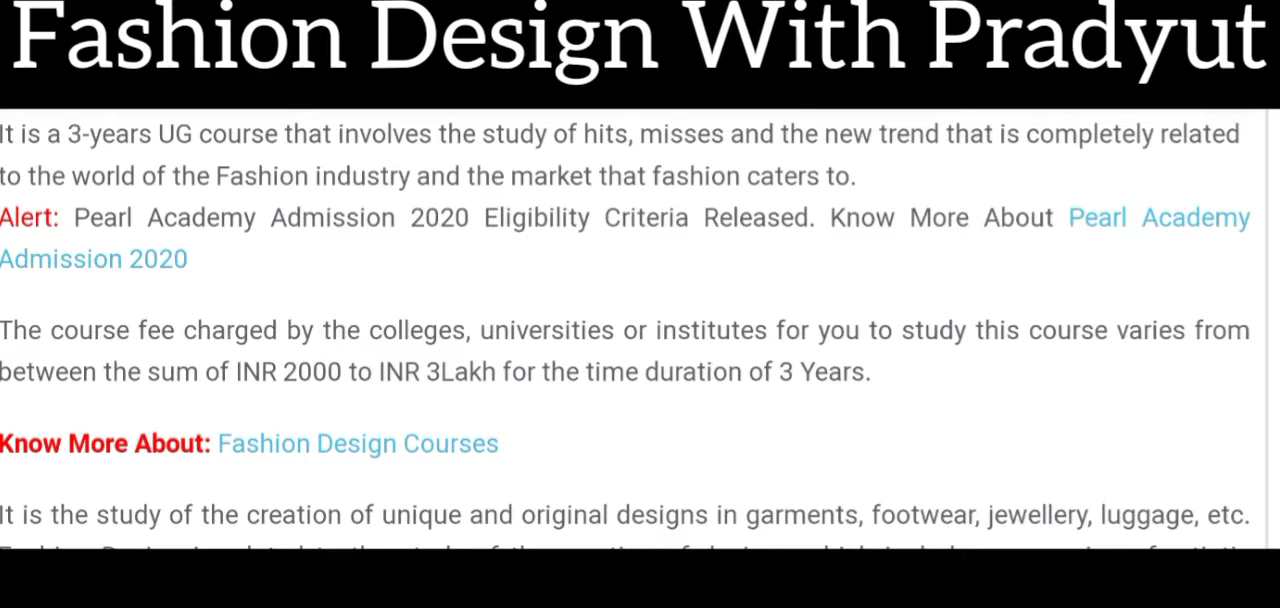 Fashion Design With Pradyut
It is a 3-years UG course that involves the study of hits, misses and the new trend that is completely related
to the world of the Fashion industry and the market that fashion caters to.
Alert: Pearl Academy Admission 2020 Eligibility Criteria Released. Know More About Pearl Academy
Admission 2020
The course fee charged by the colleges, universities or institutes for you to study this course varies from
between the sum of INR 2000 to INR 3Lakh for the time duration of 3 Years.
Know More About: Fashion Design Courses
It is the study of the creation of unique and original designs in garments, footwear, jewellery, luggage, etc.